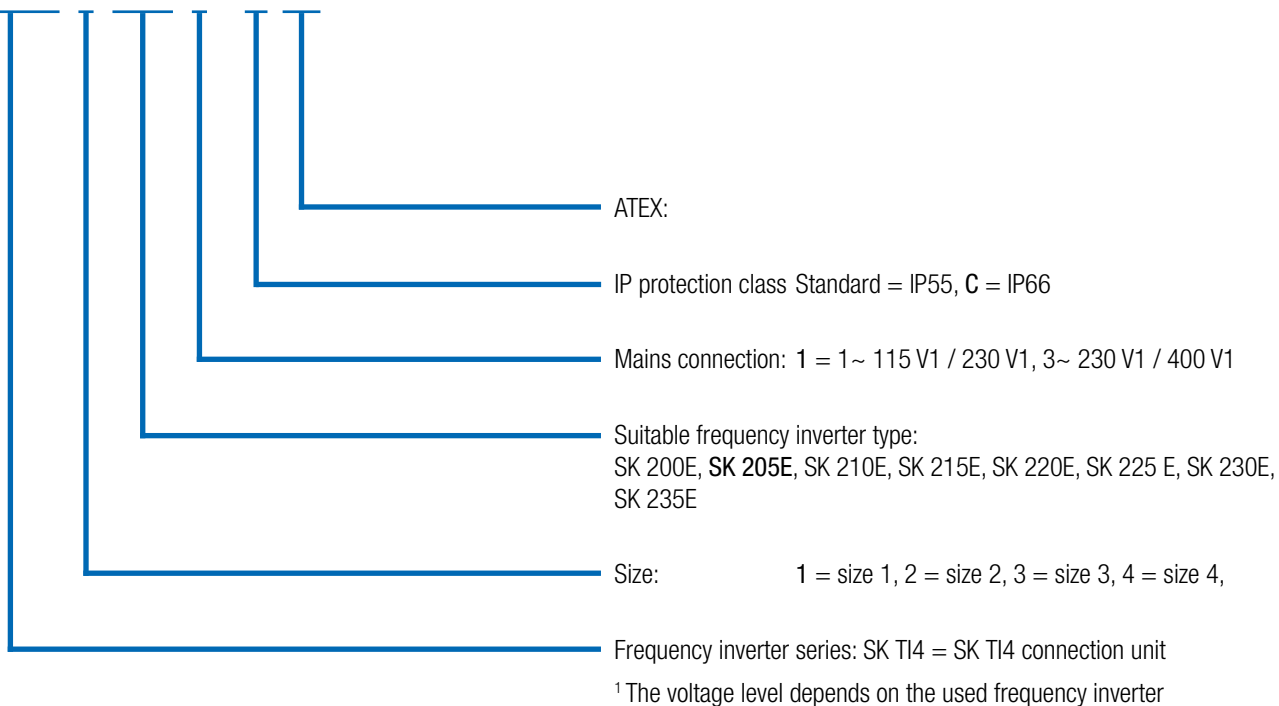 ATEX:
IP protection class Standard = IP55, C = IP66
Mains connection: 1 = 1~ 115 V1 / 230 V1, 3~ 230 V1 / 400 V1
Suitable frequency inverter type:
SK 200E, SK 205E, SK 210E, SK 215E, SK 220E, SK 225 E, SK 230E,
SK 235E
Size: 1 = size 1, 2 = size 2, 3 = size 3, 4 = size 4,
Frequency inverter series: SK TI4 = SK TI4 connection unit
¹ The voltage level depends on the used frequency inverter